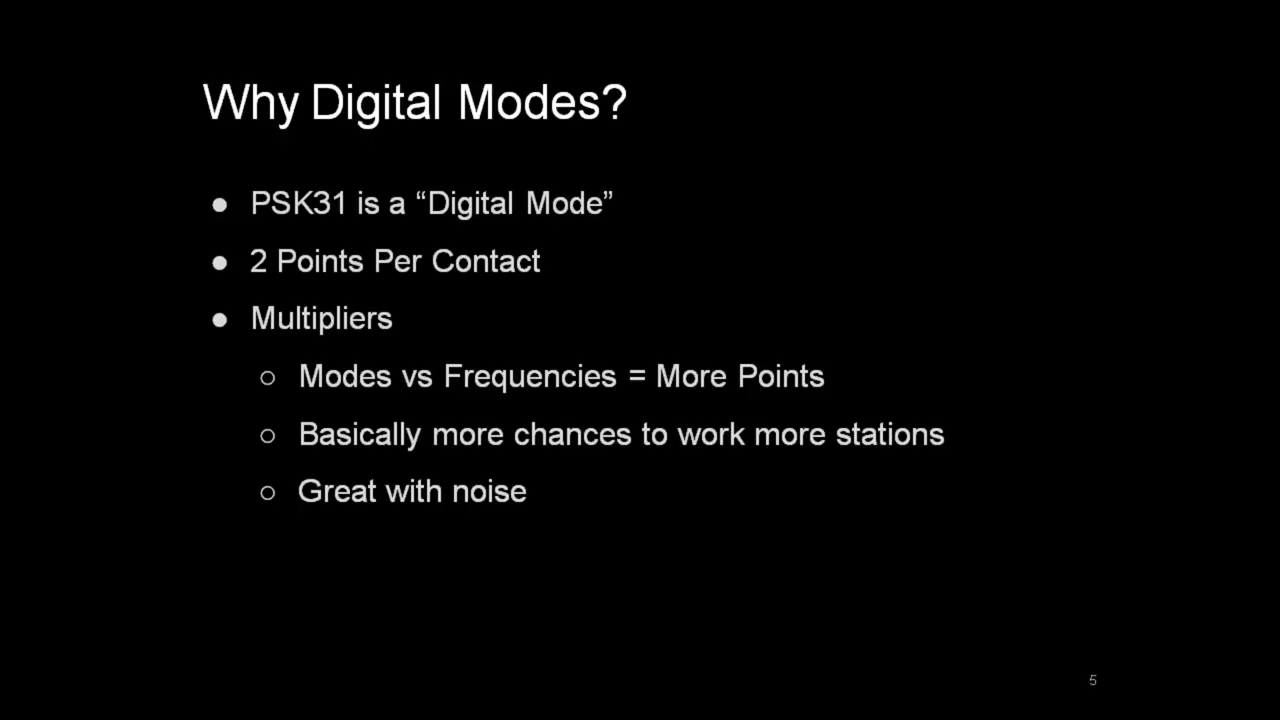 Why Digital Modes?
● PSK31 is a “Digital Mode”
● 2 Points Per Contact
● Multipliers
○ Modes vs Frequencies = More Points
○ Basically more chances to work more stations
○ Great with noise
5